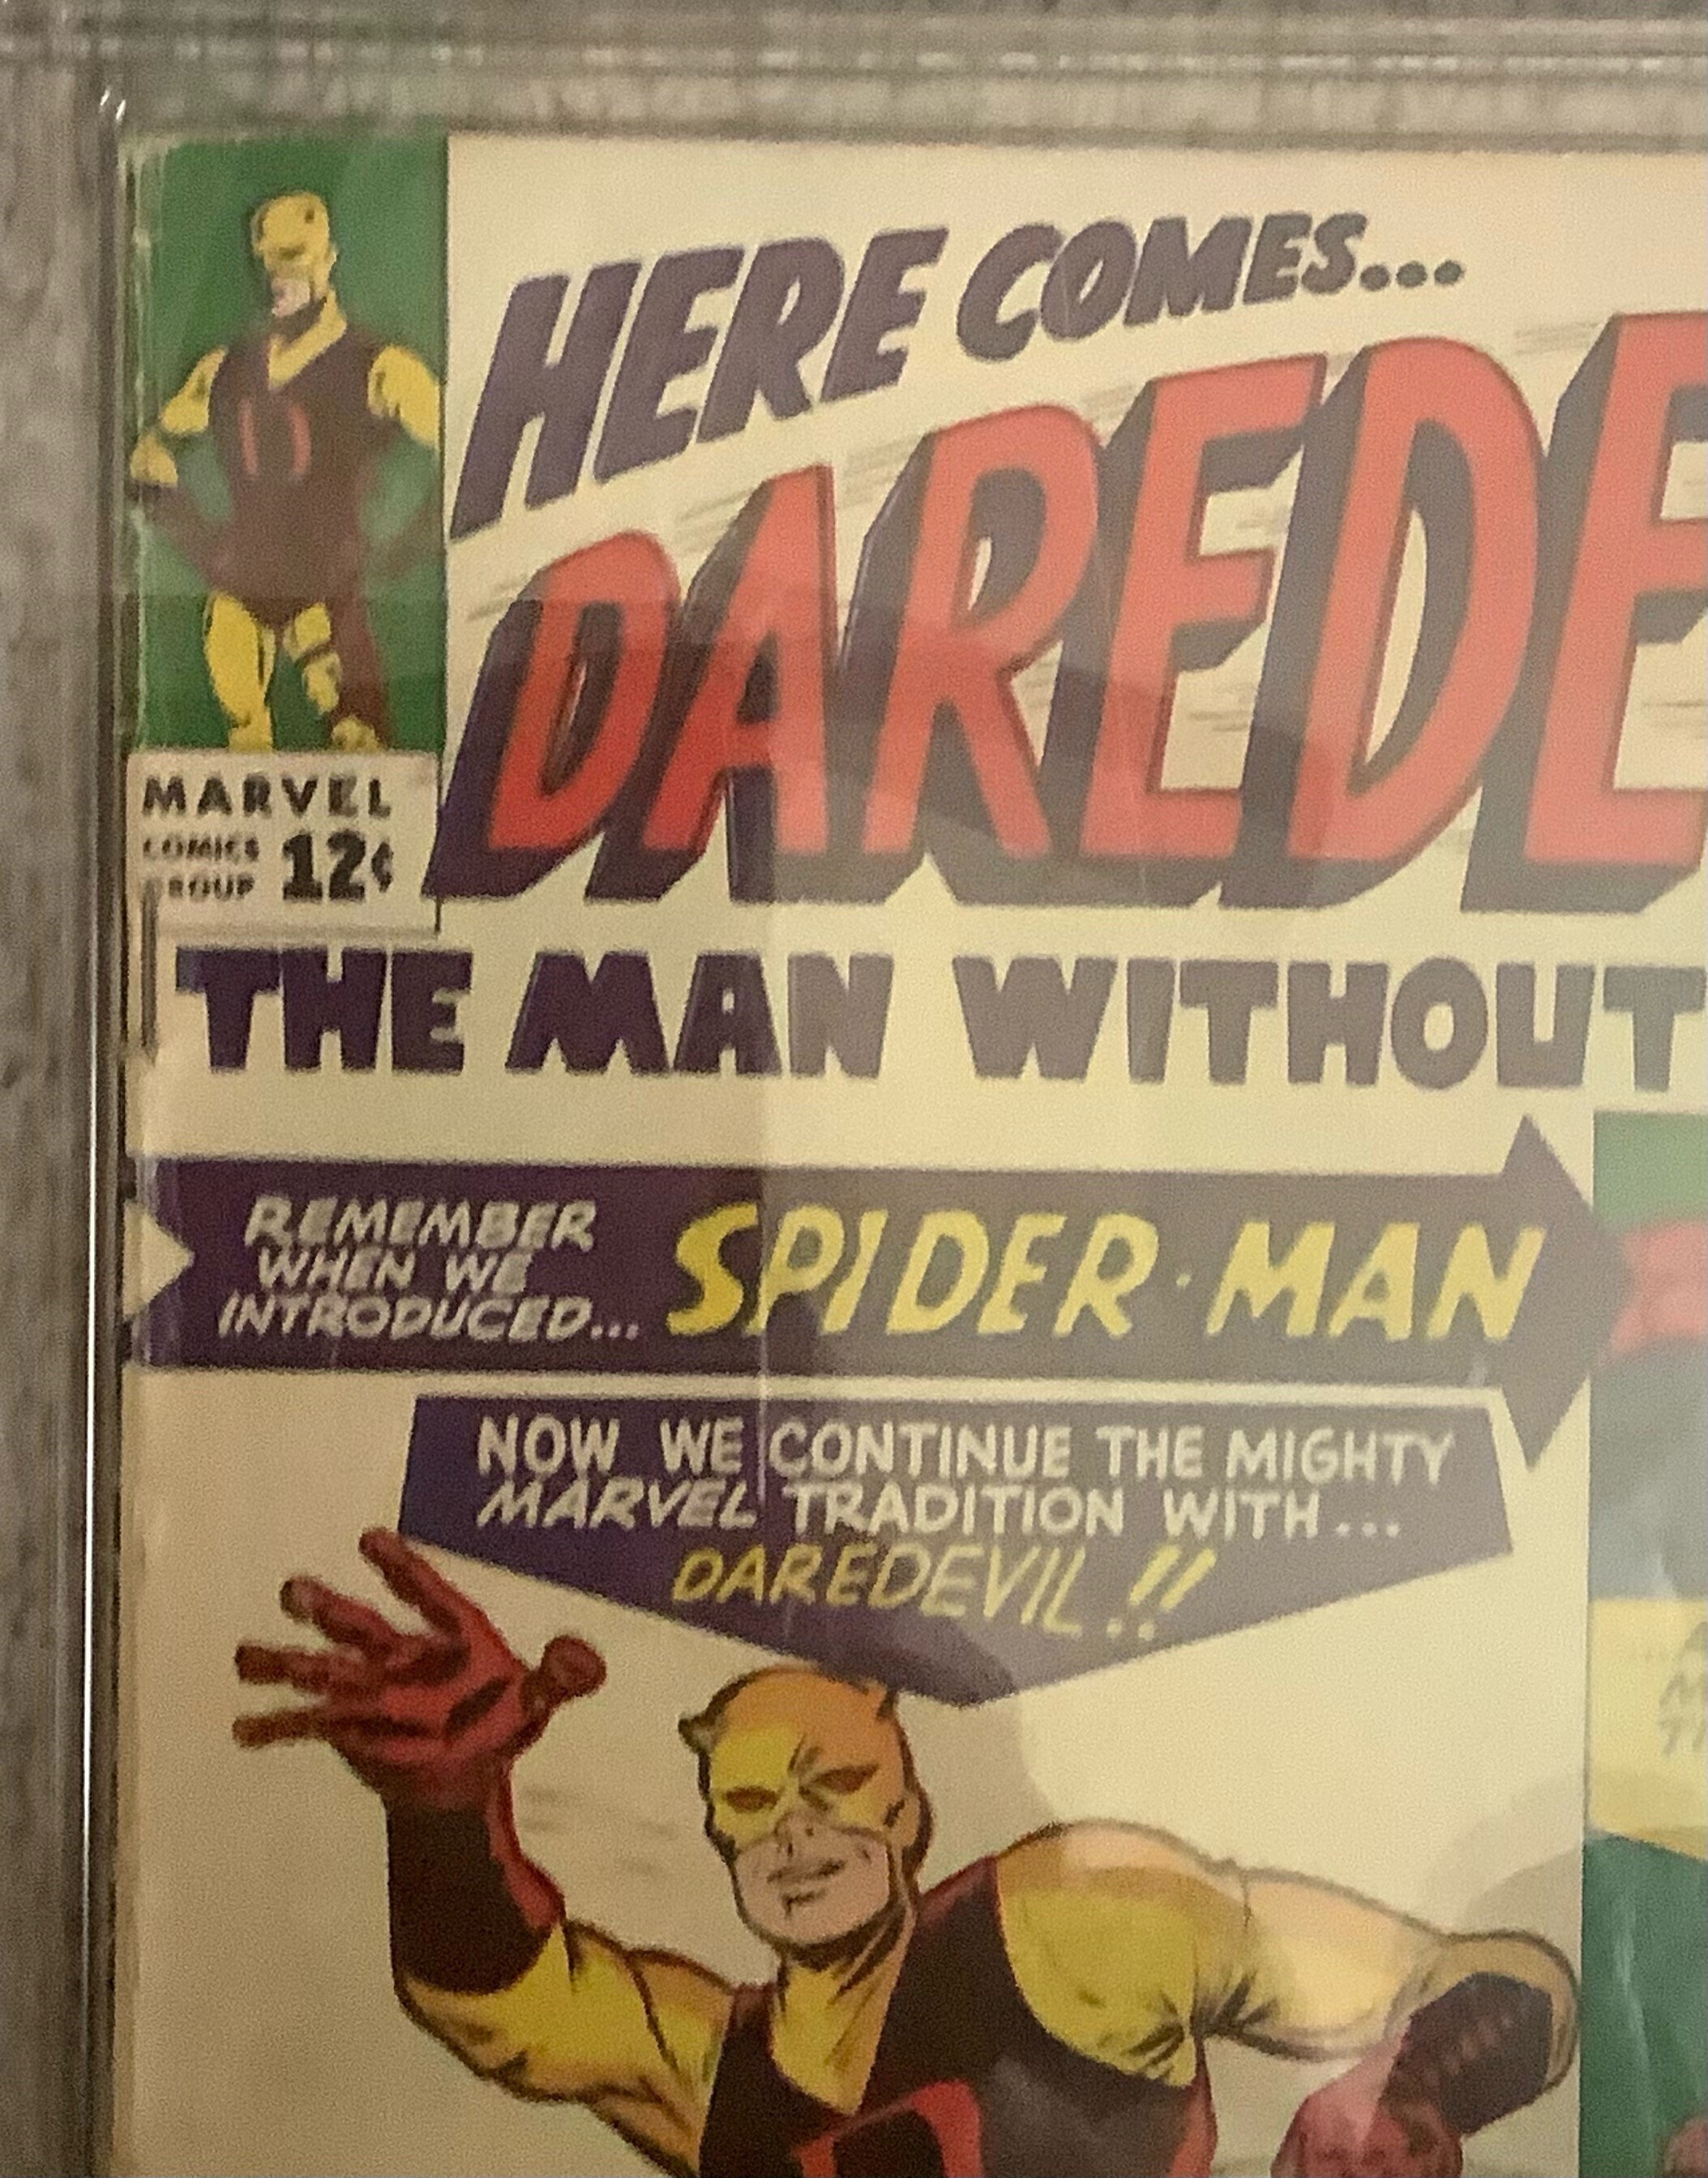 HERE COMES...
DAREDE
MARVEL
COMICS
GROUP 12¢
THE MAN WITHOUT
REMEMBER
WHEN WE
INTRODUCED... SPIDER-MAN
NOW WE CONTINUE THE MIGHTY
MARVEL TRADITION WITH...
DAREDEVIL!!